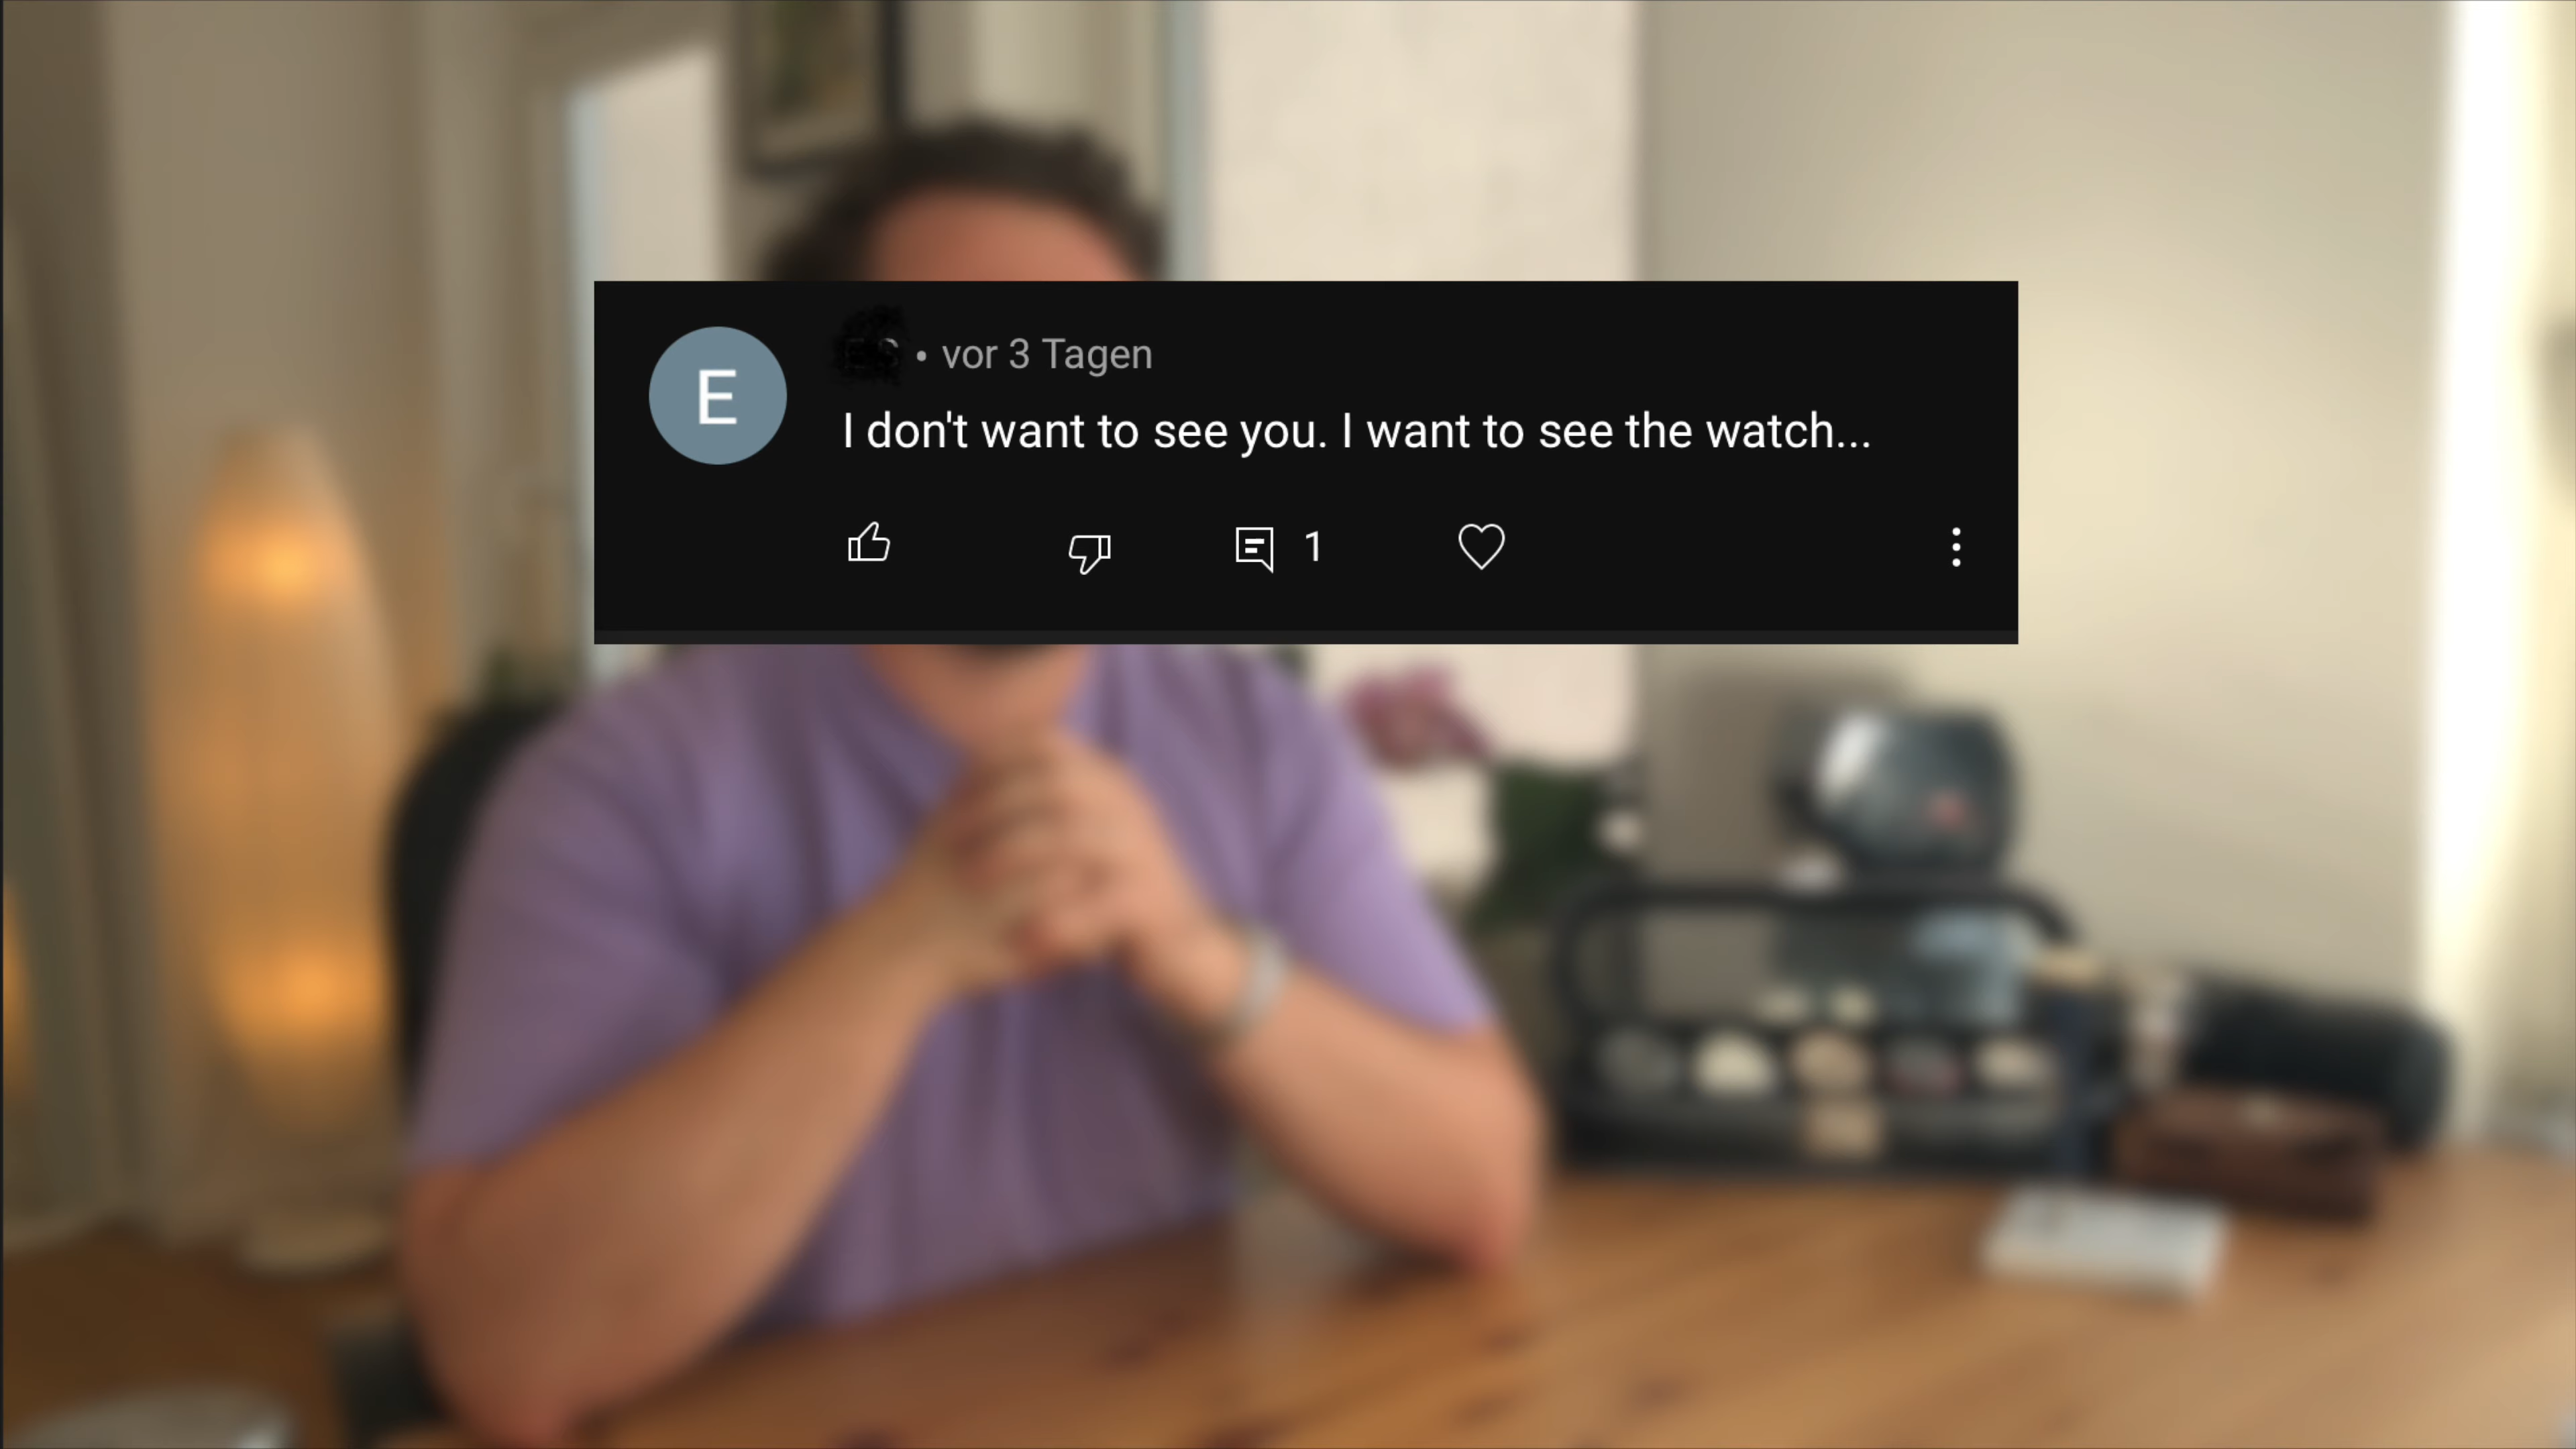 E
• vor 3 Tagen
I don't want to see you. I want to see the watch...
1